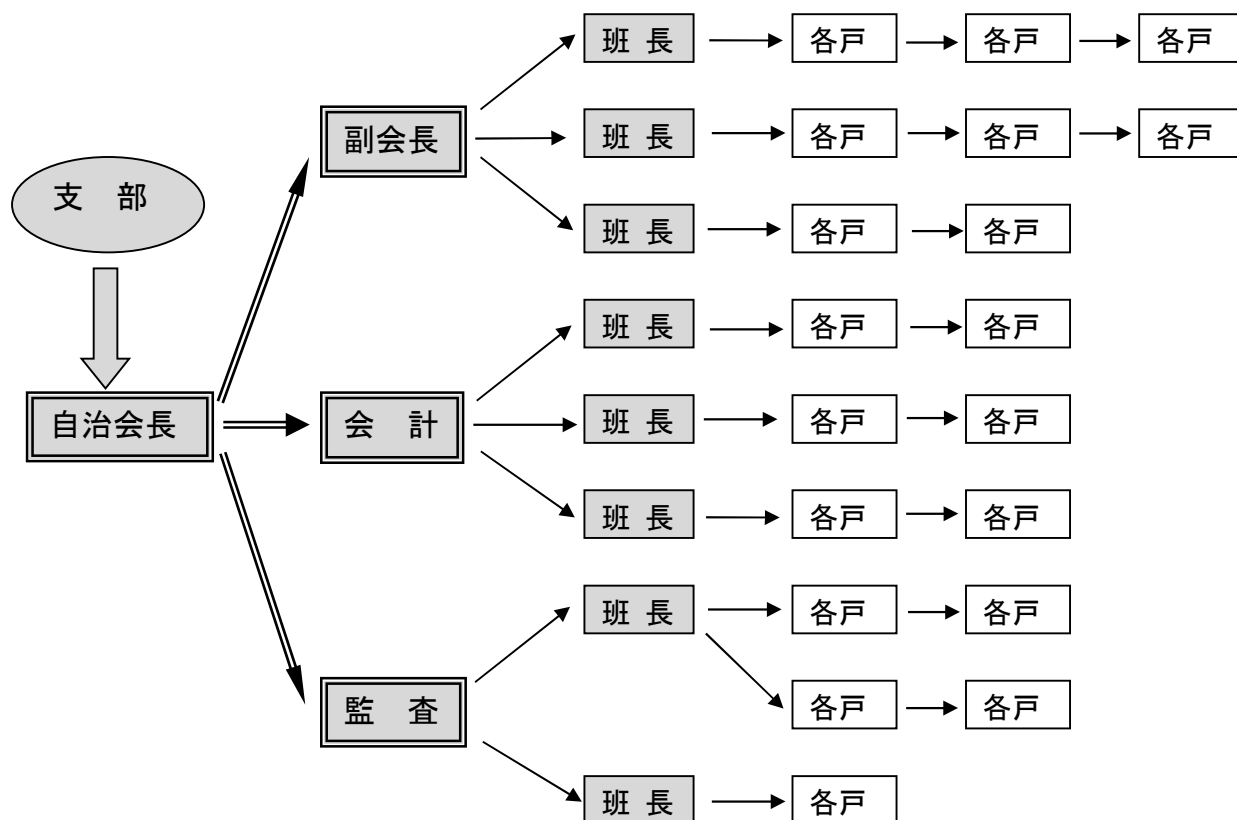 班 長 各戸 各戸 各戸
副会長 班 長 各戸 各戸 各戸
支 部
班 長 各戸 各戸
班 長 各戸 各戸
自治会長 会 計 班 長 各戸 各戸
班 長 各戸 各戸
班 長 各戸 各戸
監 査 各戸 各戸
班 長 各戸